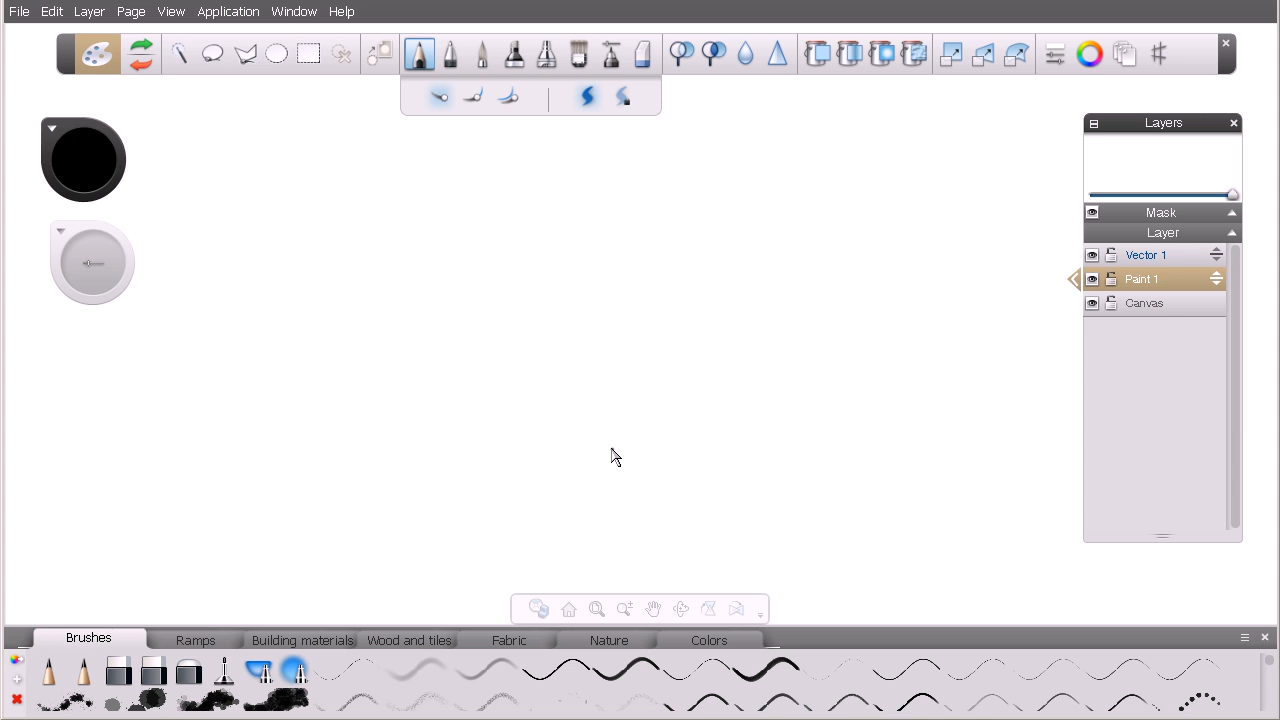 File Edit Layer Page View Application Window Help
Layers
Mask
Layer
Vector 1
Paint 1
Canvas
Brushes Ramps Building materials Wood and tiles Fabric Nature Colors